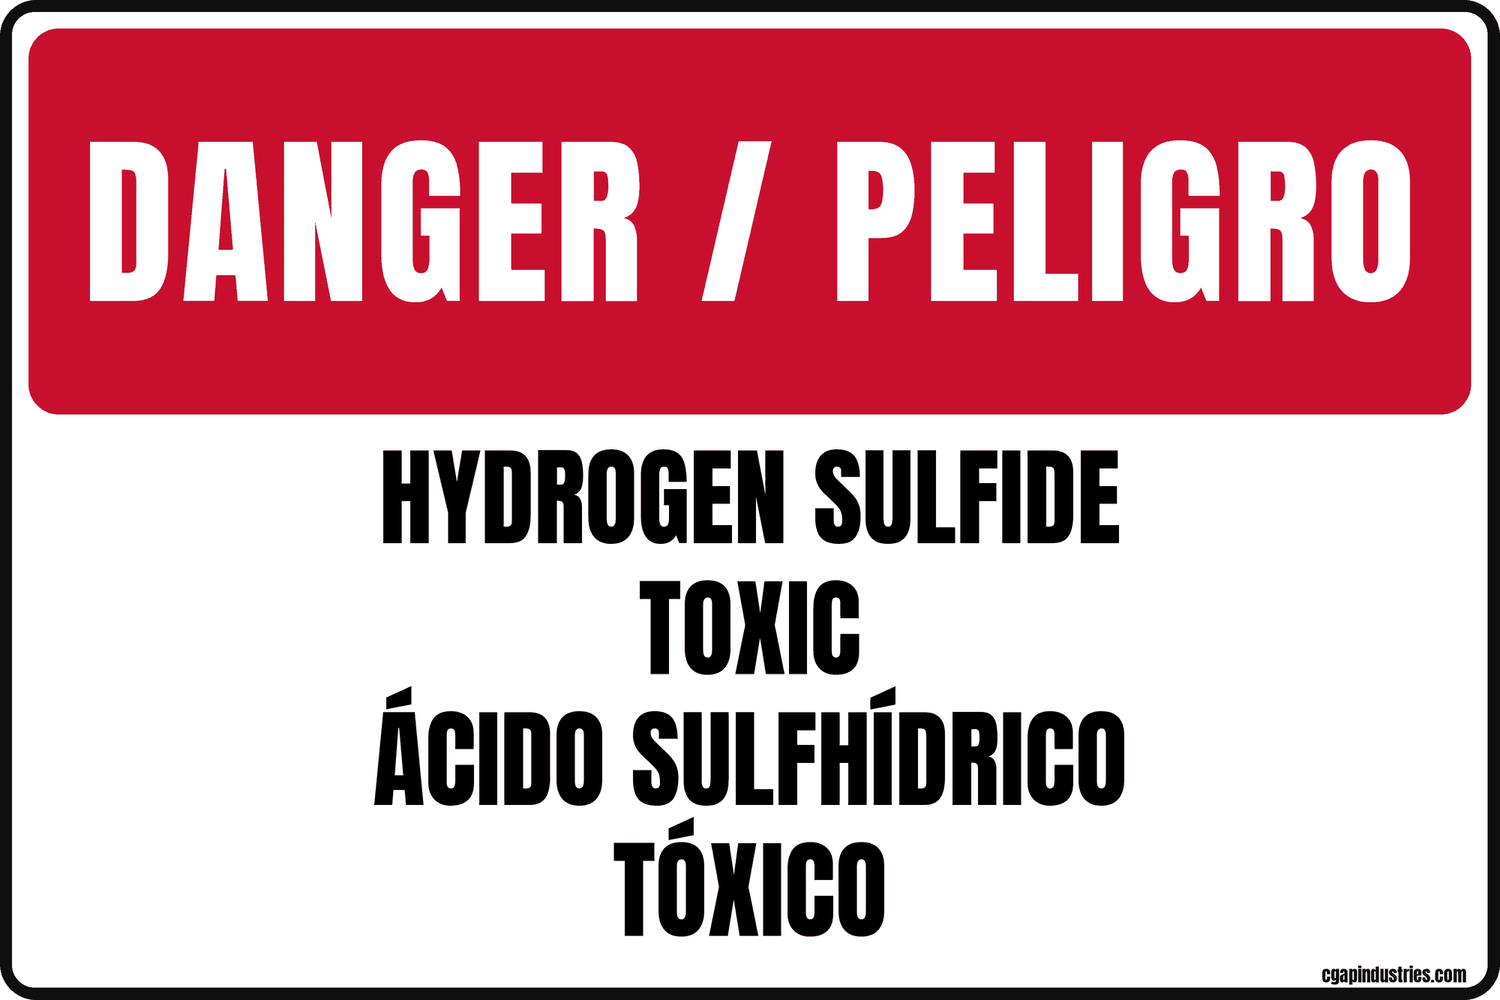 DANGER / PELIGRO
HYDROGEN SULFIDE
TOXIC
ÁCIDO SULFHÍDRICO
TÓXICO
cgapindustries.com